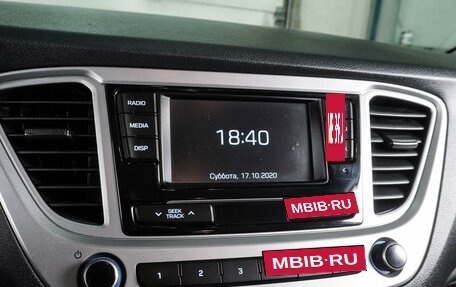 RADIO
MEDIA
DISP
18:40
Суббота, 17.10.2020
SEEK
TRACK
MBIB·RU
MBIB·RU
1 2 3